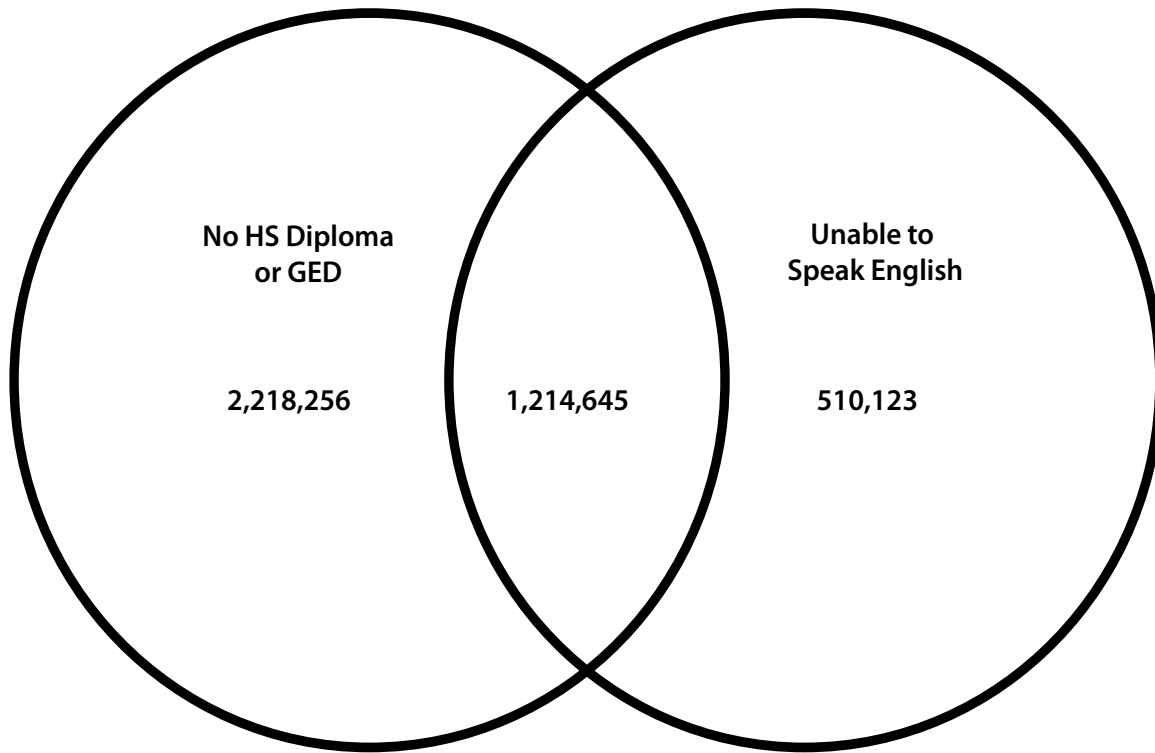 No HS Diploma
or GED
Unable to
Speak English
2,218,256
1,214,645
510,123